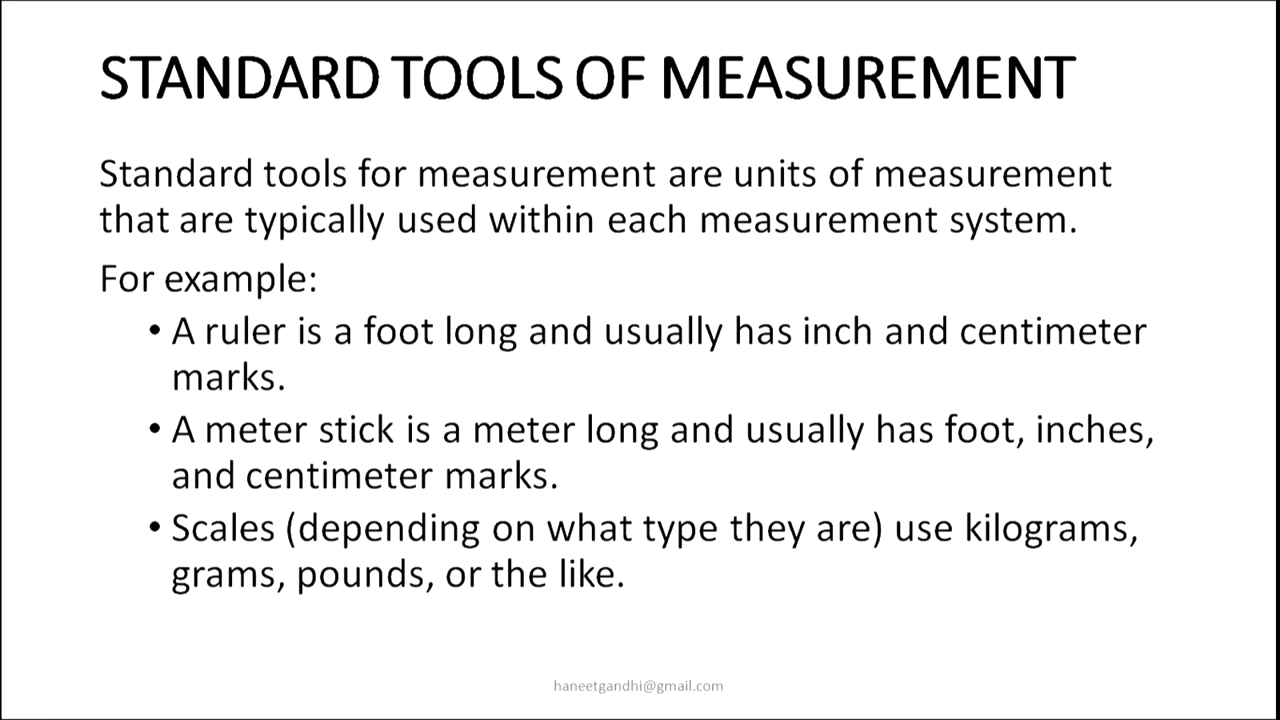 STANDARD TOOLS OF MEASUREMENT
Standard tools for measurement are units of measurement
that are typically used within each measurement system.
For example:
• A ruler is a foot long and usually has inch and centimeter
marks.
• A meter stick is a meter long and usually has foot, inches,
and centimeter marks.
• Scales (depending on what type they are) use kilograms,
grams, pounds, or the like.
haneetgandhi@gmail.com